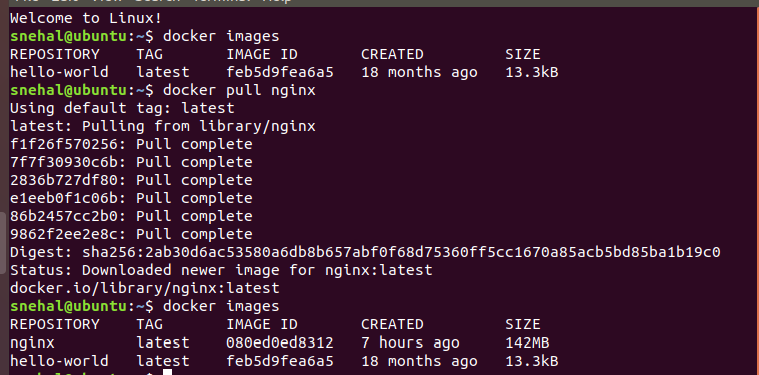 Welcome to Linux!
snehal@ubuntu:~$ docker images
REPOSITORY    TAG       IMAGE ID       CREATED         SIZE
hello-world   latest    feb5d9fea6a5   18 months ago   13.3kB
snehal@ubuntu:~$ docker pull nginx
Using default tag: latest
latest: Pulling from library/nginx
f1f26f570256: Pull complete
7f7f30930c6b: Pull complete
2836b727df80: Pull complete
e1eeb0f1c06b: Pull complete
86b2457cc2b0: Pull complete
9862f2ee2e8c: Pull complete
Digest: sha256:2ab30d6ac53580a6db8b657abf0f68d75360ff5cc1670a85acb5bd85ba1b19c0
Status: Downloaded newer image for nginx:latest
docker.io/library/nginx:latest
snehal@ubuntu:~$ docker images
REPOSITORY    TAG       IMAGE ID       CREATED         SIZE
nginx         latest    080ed0ed8312   7 hours ago     142MB
hello-world   latest    feb5d9fea6a5   18 months ago   13.3kB
snehal@ubuntu:~$